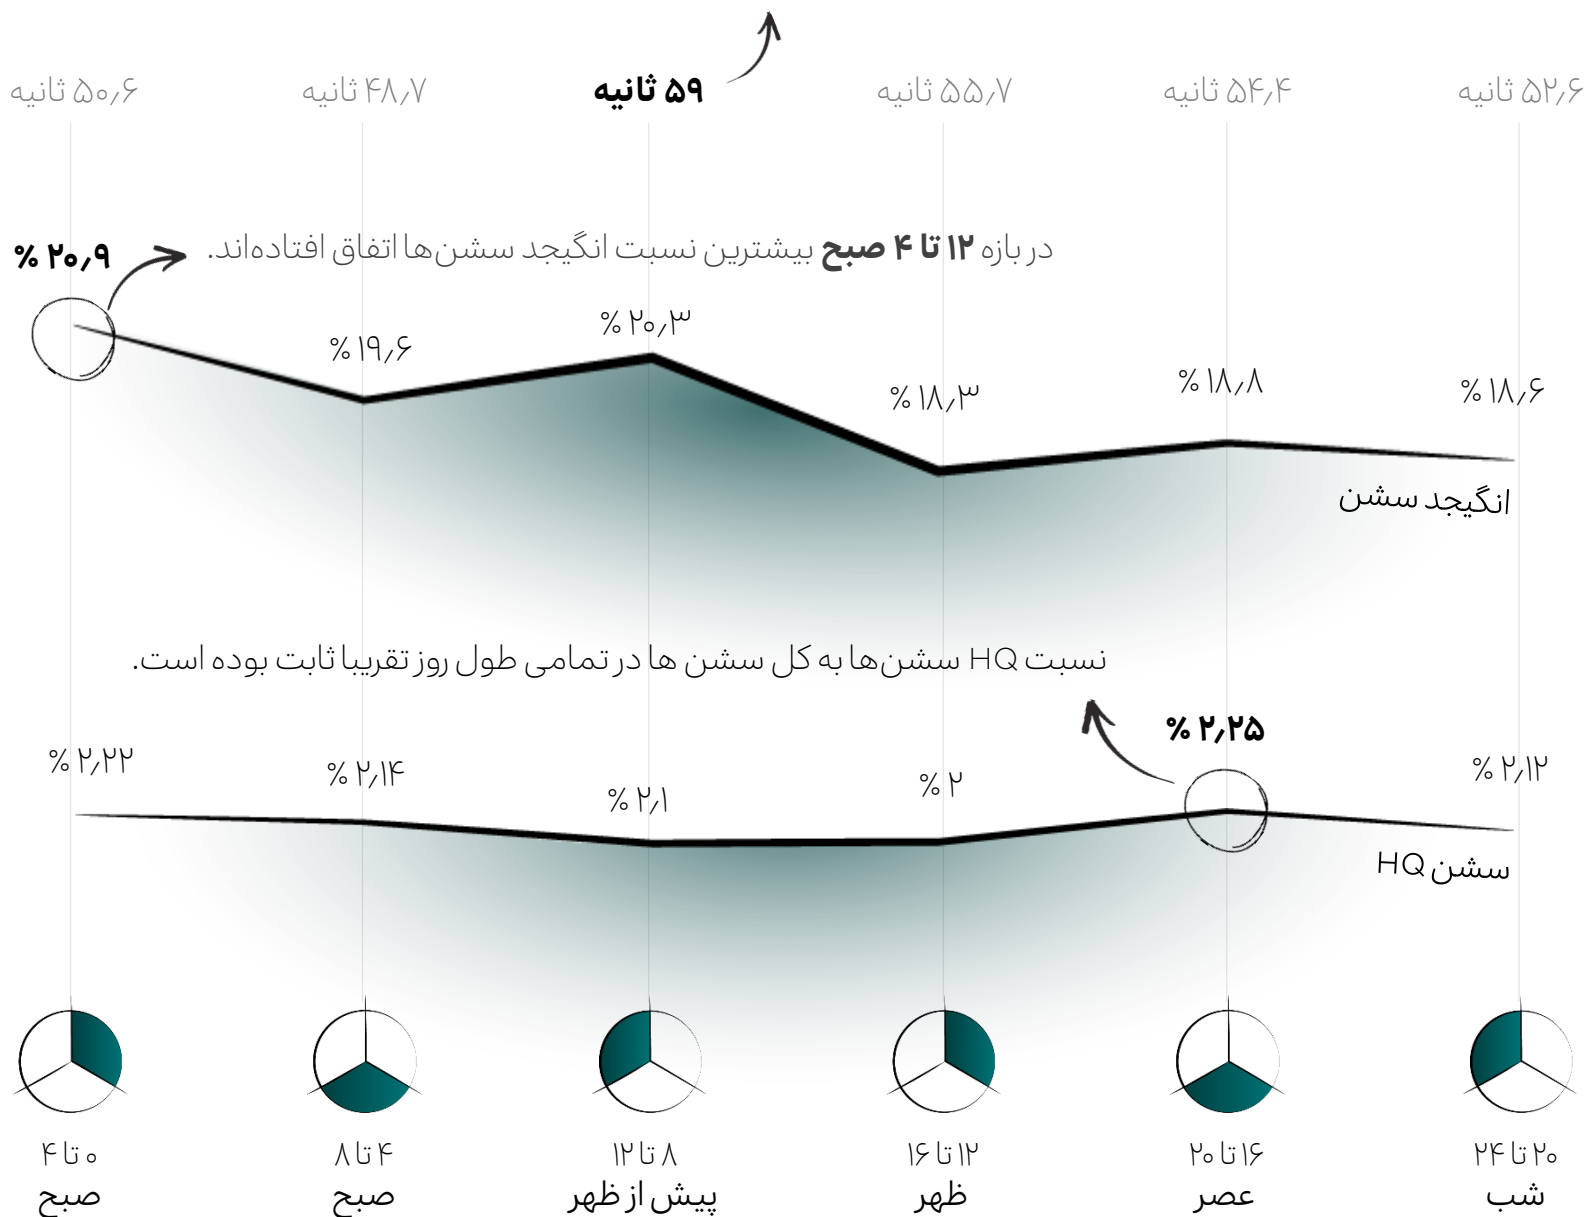 ۵۰٫۶ ثانیه
۴۸٫۷ ثانیه
۵۹ ثانیه
۵۵٫۷ ثانیه
۵۴٫۴ ثانیه
۵۲٫۶ ثانیه
در بازه ۱۲ تا ۴ صبح بیشترین نسبت انگیجد سشن‌ها اتفاق افتاده‌اند.
% ۲۰٫۹
% ۱۹٫۶
% ۲۰٫۳
% ۱۸٫۳
% ۱۸٫۸
% ۱۸٫۶
انگیجد سشن
نسبت HQ سشن‌ها به کل سشن ها در تمامی طول روز تقریبا ثابت بوده است.
% ۲٫۲۲
% ۲٫۱۴
% ۲٫۱
% ۲
% ۲٫۲۵
% ۲٫۱۲
سشن HQ
۰ تا ۴
صبح
۴ تا ۸
صبح
۸ تا ۱۲
پیش از ظهر
۱۲ تا ۱۶
ظهر
۱۶ تا ۲۰
عصر
۲۰ تا ۲۴
شب